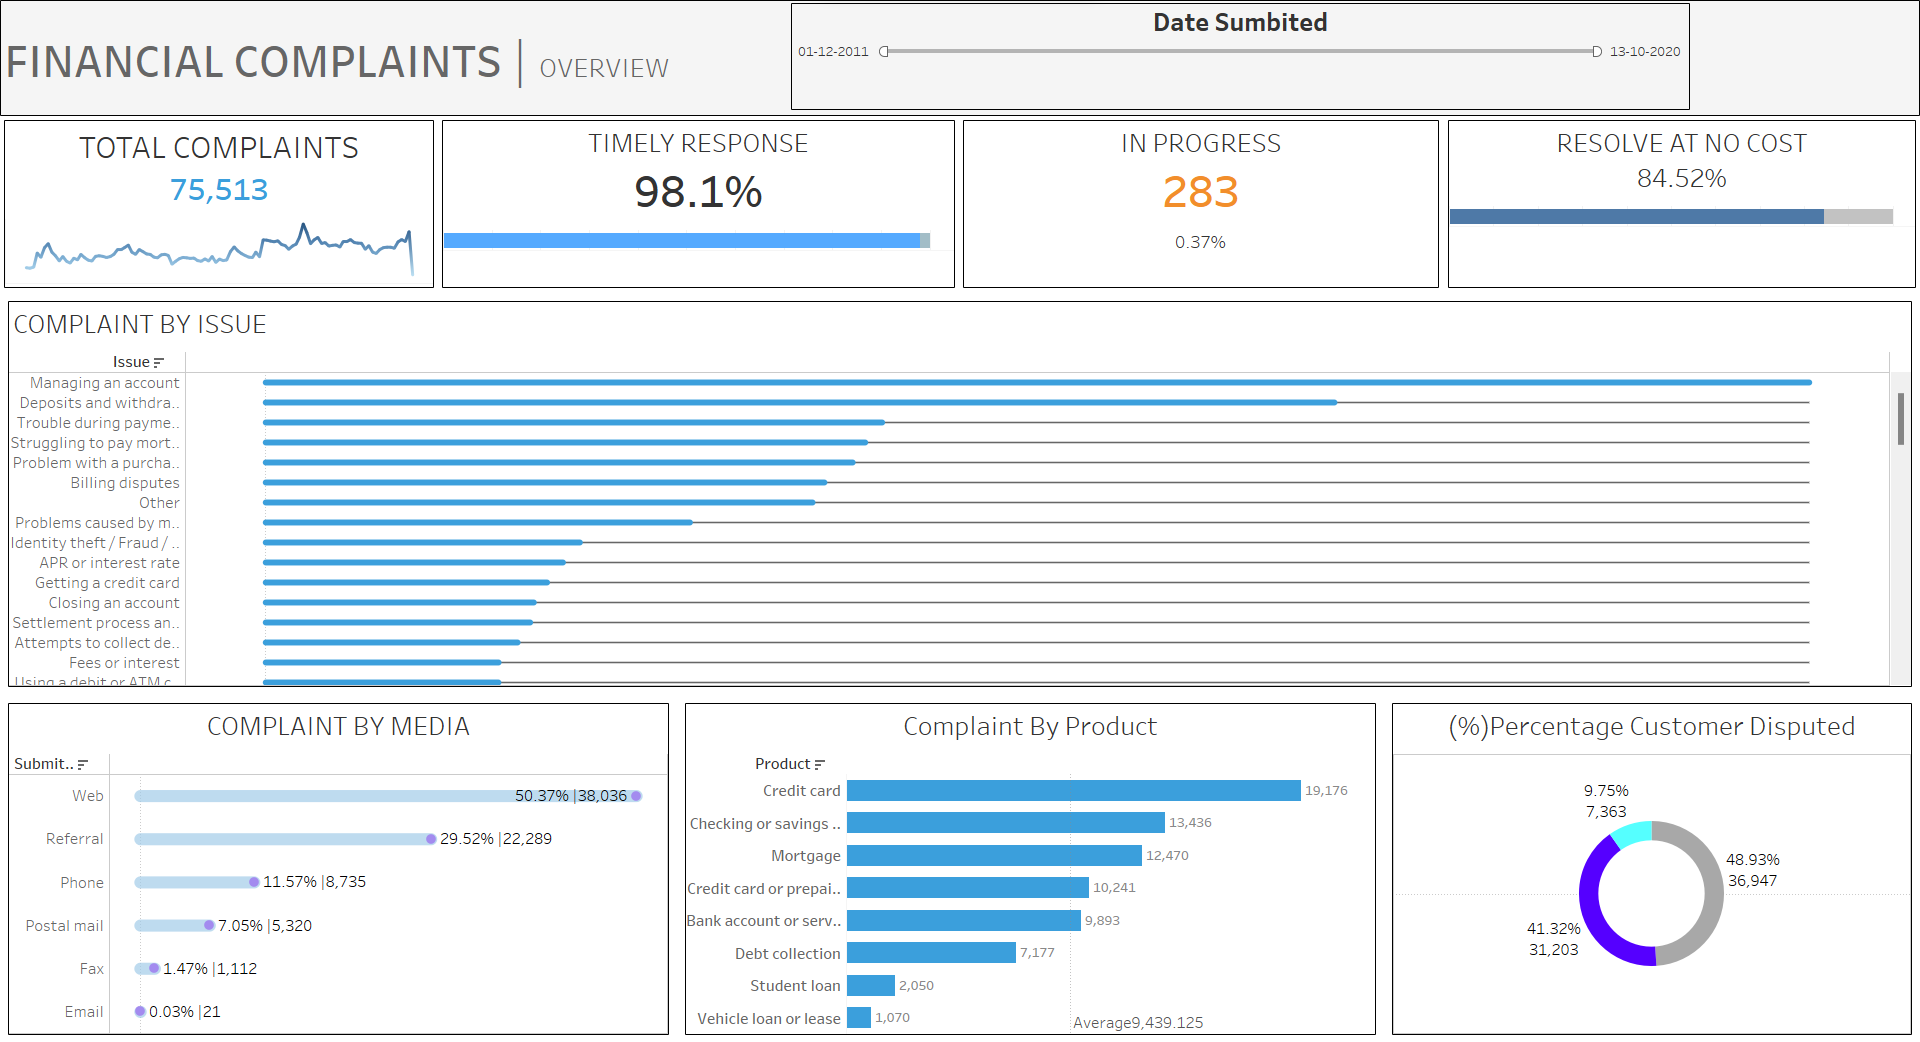 FINANCIAL COMPLAINTS | OVERVIEW
Date Sumbited
01-12-2011
13-10-2020
TOTAL COMPLAINTS
75,513
TIMELY RESPONSE
98.1%
IN PROGRESS
283
0.37%
RESOLVE AT NO COST
84.52%
COMPLAINT BY ISSUE
Issue
Managing an account
Deposits and withdra..
Trouble during payme..
Struggling to pay mort..
Problem with a purcha..
Billing disputes
Other
Problems caused by m..
Identity theft / Fraud / ..
APR or interest rate
Getting a credit card
Closing an account
Settlement process an..
Attempts to collect de..
Fees or interest
Using a debit or ATM c..
COMPLAINT BY MEDIA
Submit..
Web 50.37% |38,036
Referral 29.52% |22,289
Phone 11.57% |8,735
Postal mail 7.05% |5,320
Fax 1.47% |1,112
Email 0.03% |21
Complaint By Product
Product
Credit card 19,176
Checking or savings .. 13,436
Mortgage 12,470
Credit card or prepai.. 10,241
Bank account or serv.. 9,893
Debt collection 7,177
Student loan 2,050
Vehicle loan or lease 1,070
Average9,439.125
(%)Percentage Customer Disputed
9.75%
7,363
48.93%
36,947
41.32%
31,203